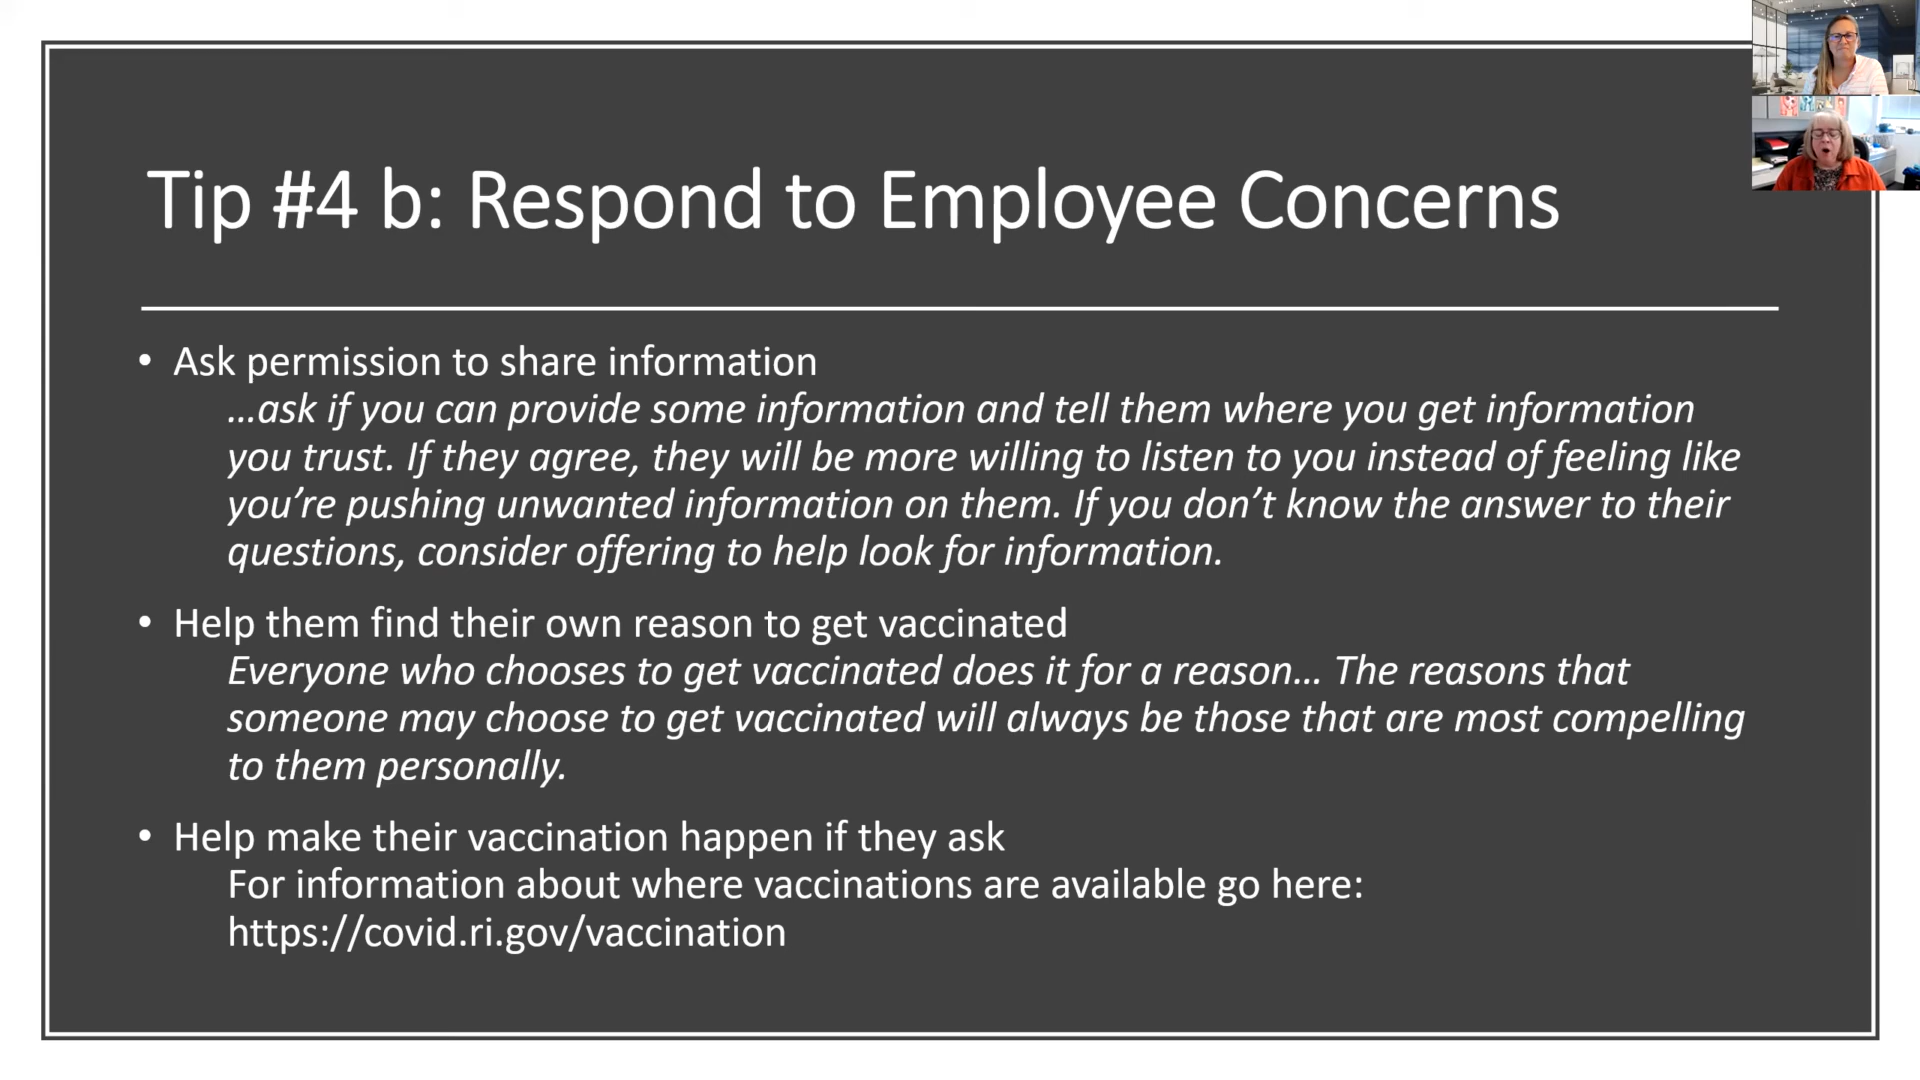 Tip #4 b: Respond to Employee Concerns
• Ask permission to share information
…ask if you can provide some information and tell them where you get information
you trust. If they agree, they will be more willing to listen to you instead of feeling like
you’re pushing unwanted information on them. If you don’t know the answer to their
questions, consider offering to help look for information.
• Help them find their own reason to get vaccinated
Everyone who chooses to get vaccinated does it for a reason… The reasons that
someone may choose to get vaccinated will always be those that are most compelling
to them personally.
• Help make their vaccination happen if they ask
For information about where vaccinations are available go here:
https://covid.ri.gov/vaccination